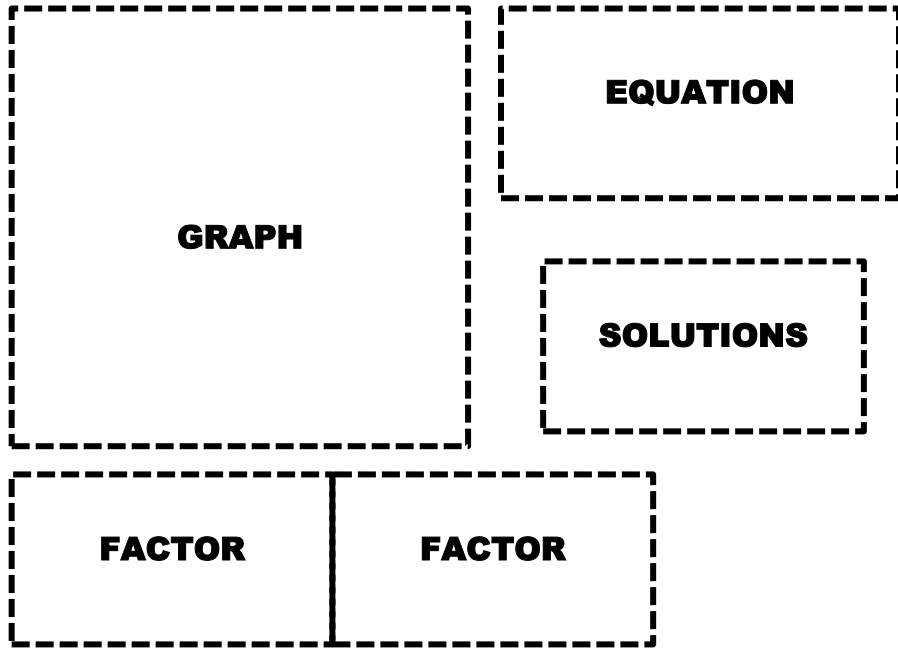 EQUATION
GRAPH
SOLUTIONS
FACTOR
FACTOR